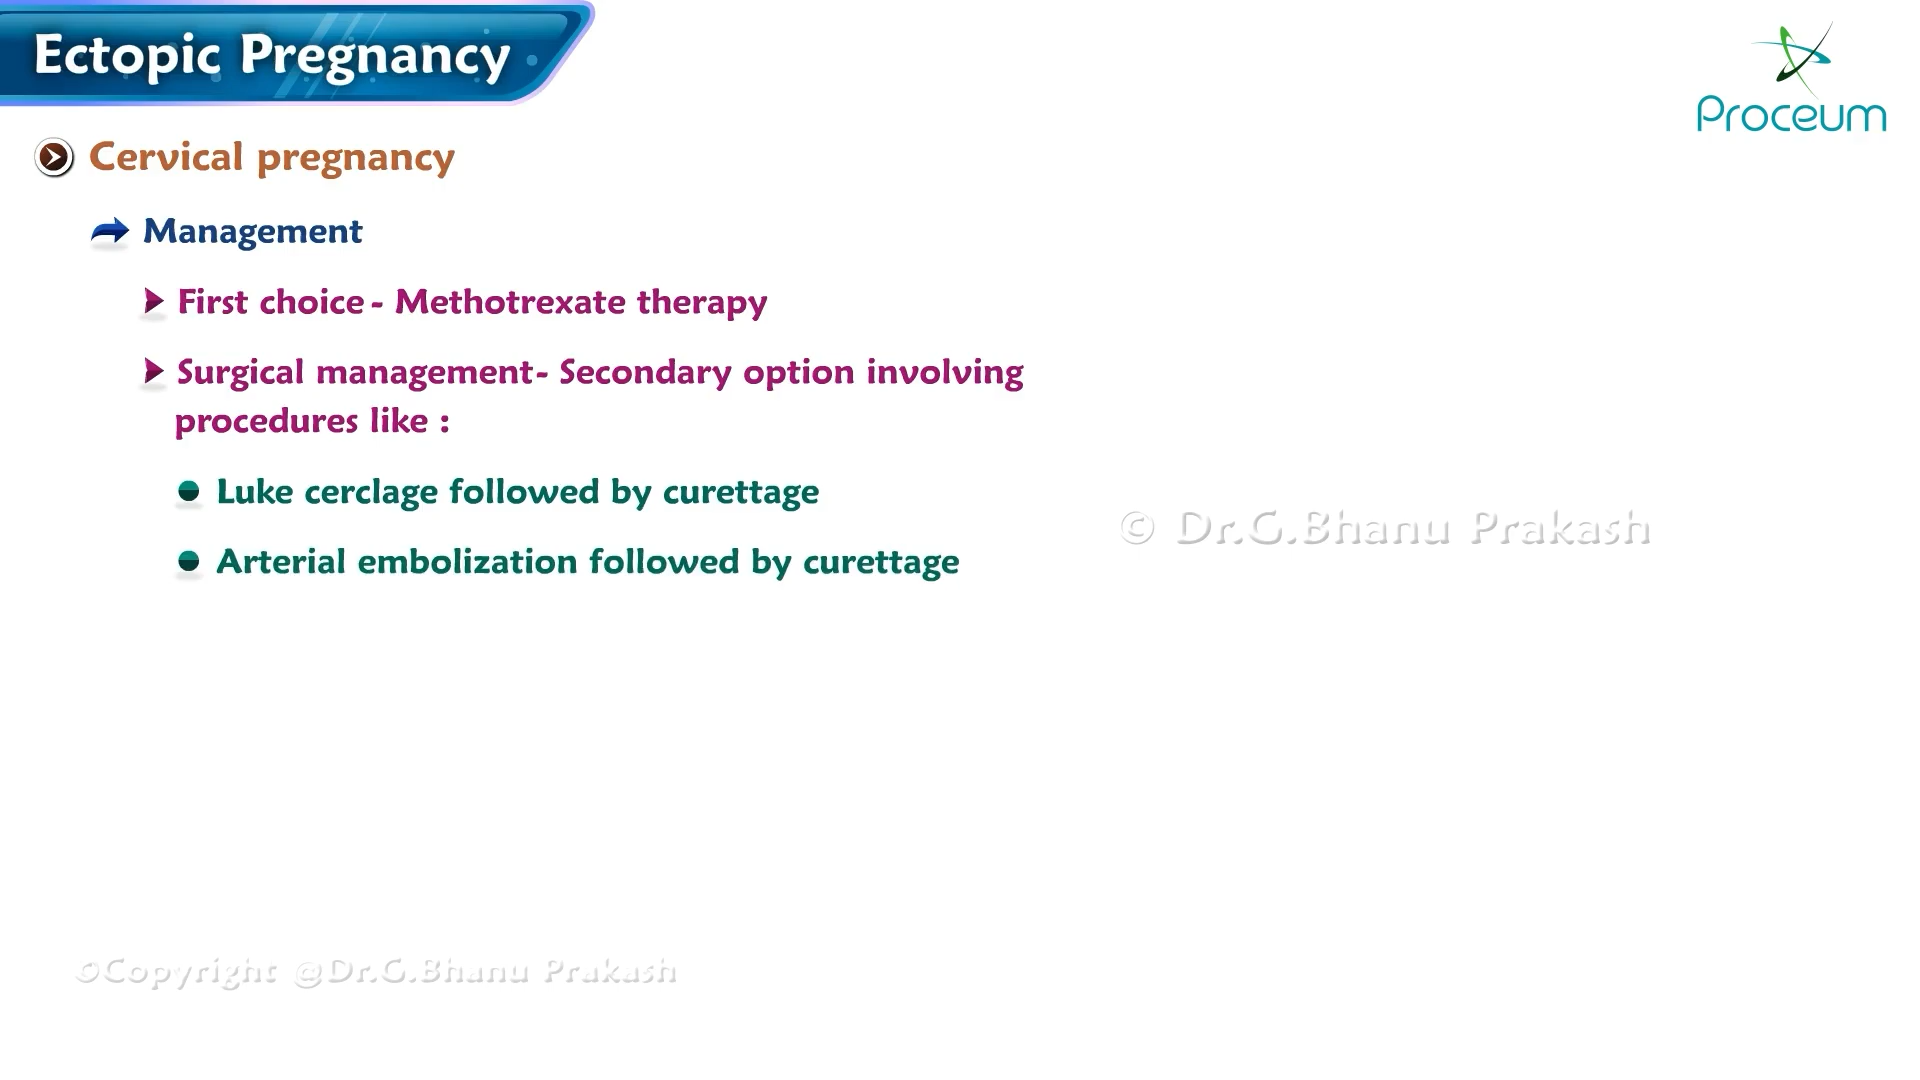 Ectopic Pregnancy
Proceum
Cervical pregnancy
Management
First choice - Methotrexate therapy
Surgical management- Secondary option involving
procedures like :
Luke cerclage followed by curettage
© Dr.G.Bhanu Prakash
Arterial embolization followed by curettage
©Copyright @Dr.G.Bhanu Prakash